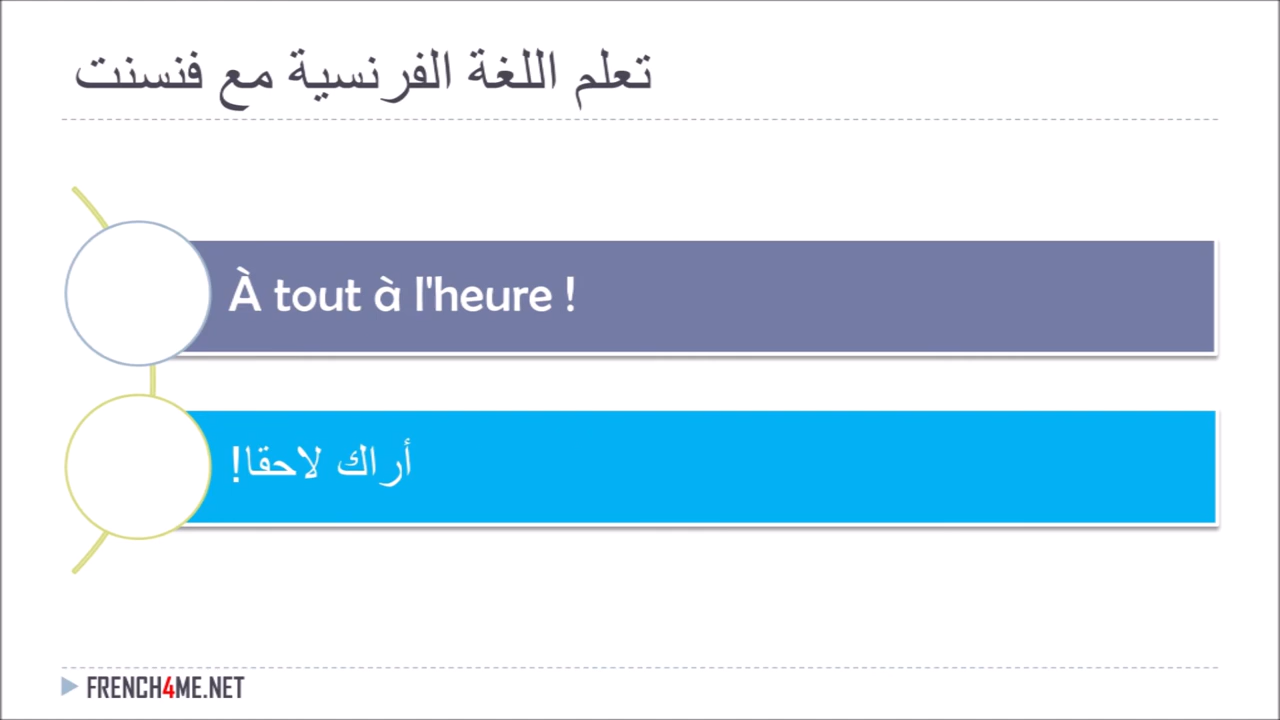 تعلم اللغة الفرنسية مع فنسنت
À tout à l'heure !
أراك لاحقا!
FRENCH4ME.NET